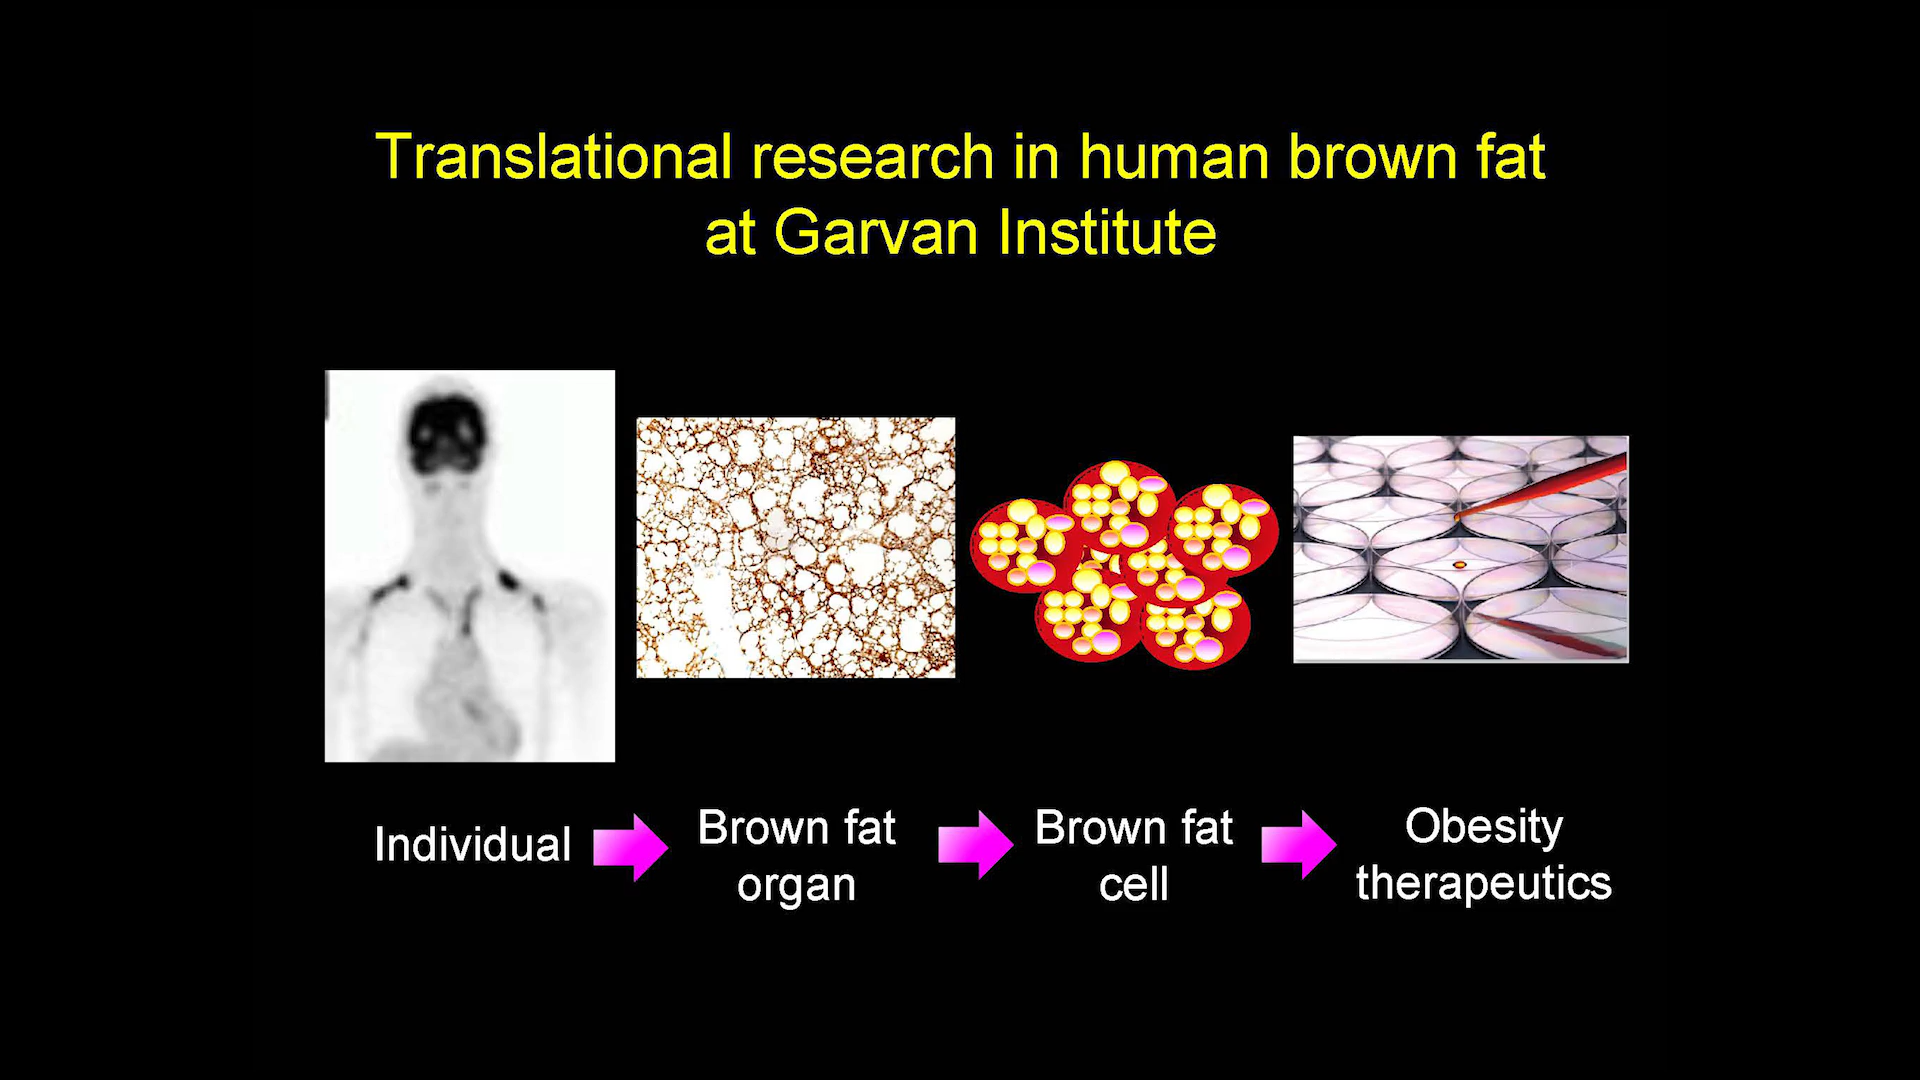 Translational research in human brown fat
at Garvan Institute
Individual
Brown fat
organ
Brown fat
cell
Obesity
therapeutics